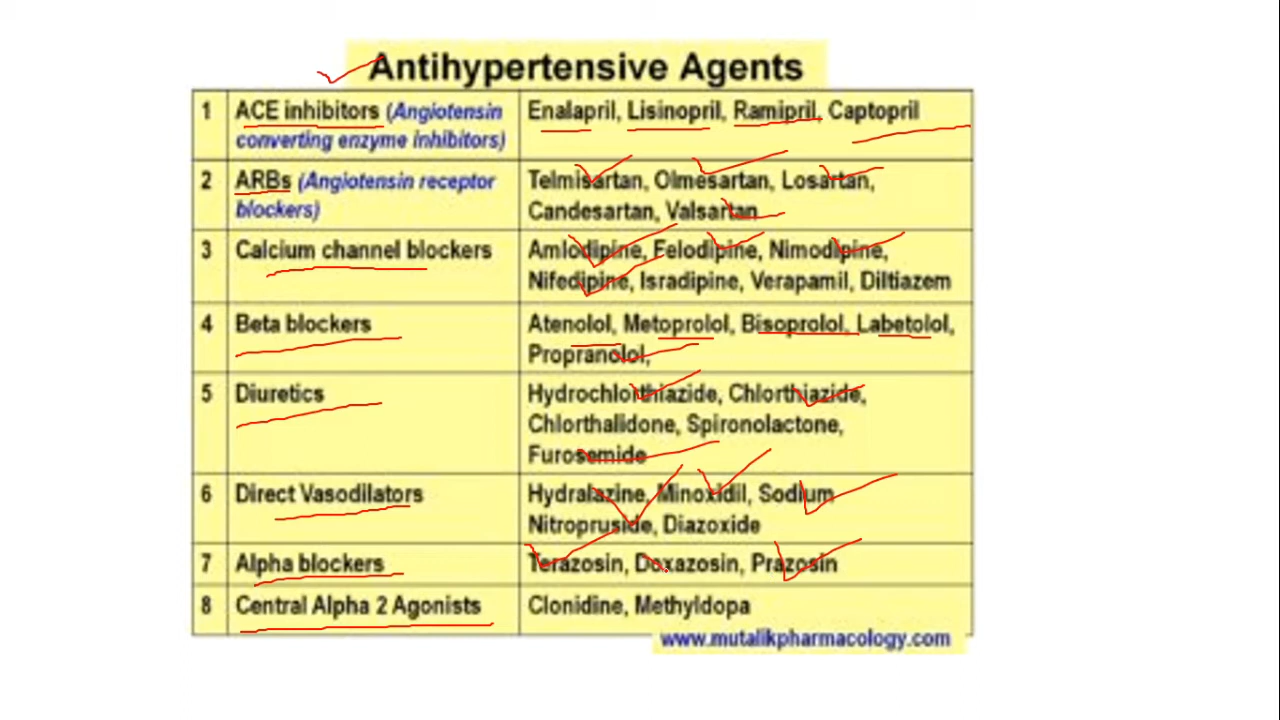 Antihypertensive Agents
1 ACE inhibitors (Angiotensin Enalapril, Lisinopril, Ramipril, Captopril
converting enzyme inhibitors)
2 ARBs (Angiotensin receptor Telmisartan, Olmesartan, Losartan,
blockers) Candesartan, Valsartan
3 Calcium channel blockers Amlodipine, Felodipine, Nimodipine,
Nifedipine, Isradipine, Verapamil, Diltiazem
4 Beta blockers Atenolol, Metoprolol, Bisoprolol, Labetolol,
Propranolol,
5 Diuretics Hydrochlorthiazide, Chlorthiazide,
Chlorthalidone, Spironolactone,
Furosemide
6 Direct Vasodilators Hydralazine, Minoxidil, Sodium
Nitropruside, Diazoxide
7 Alpha blockers Terazosin, Doxazosin, Prazosin
8 Central Alpha 2 Agonists Clonidine, Methyldopa
www.mutalikpharmacology.com